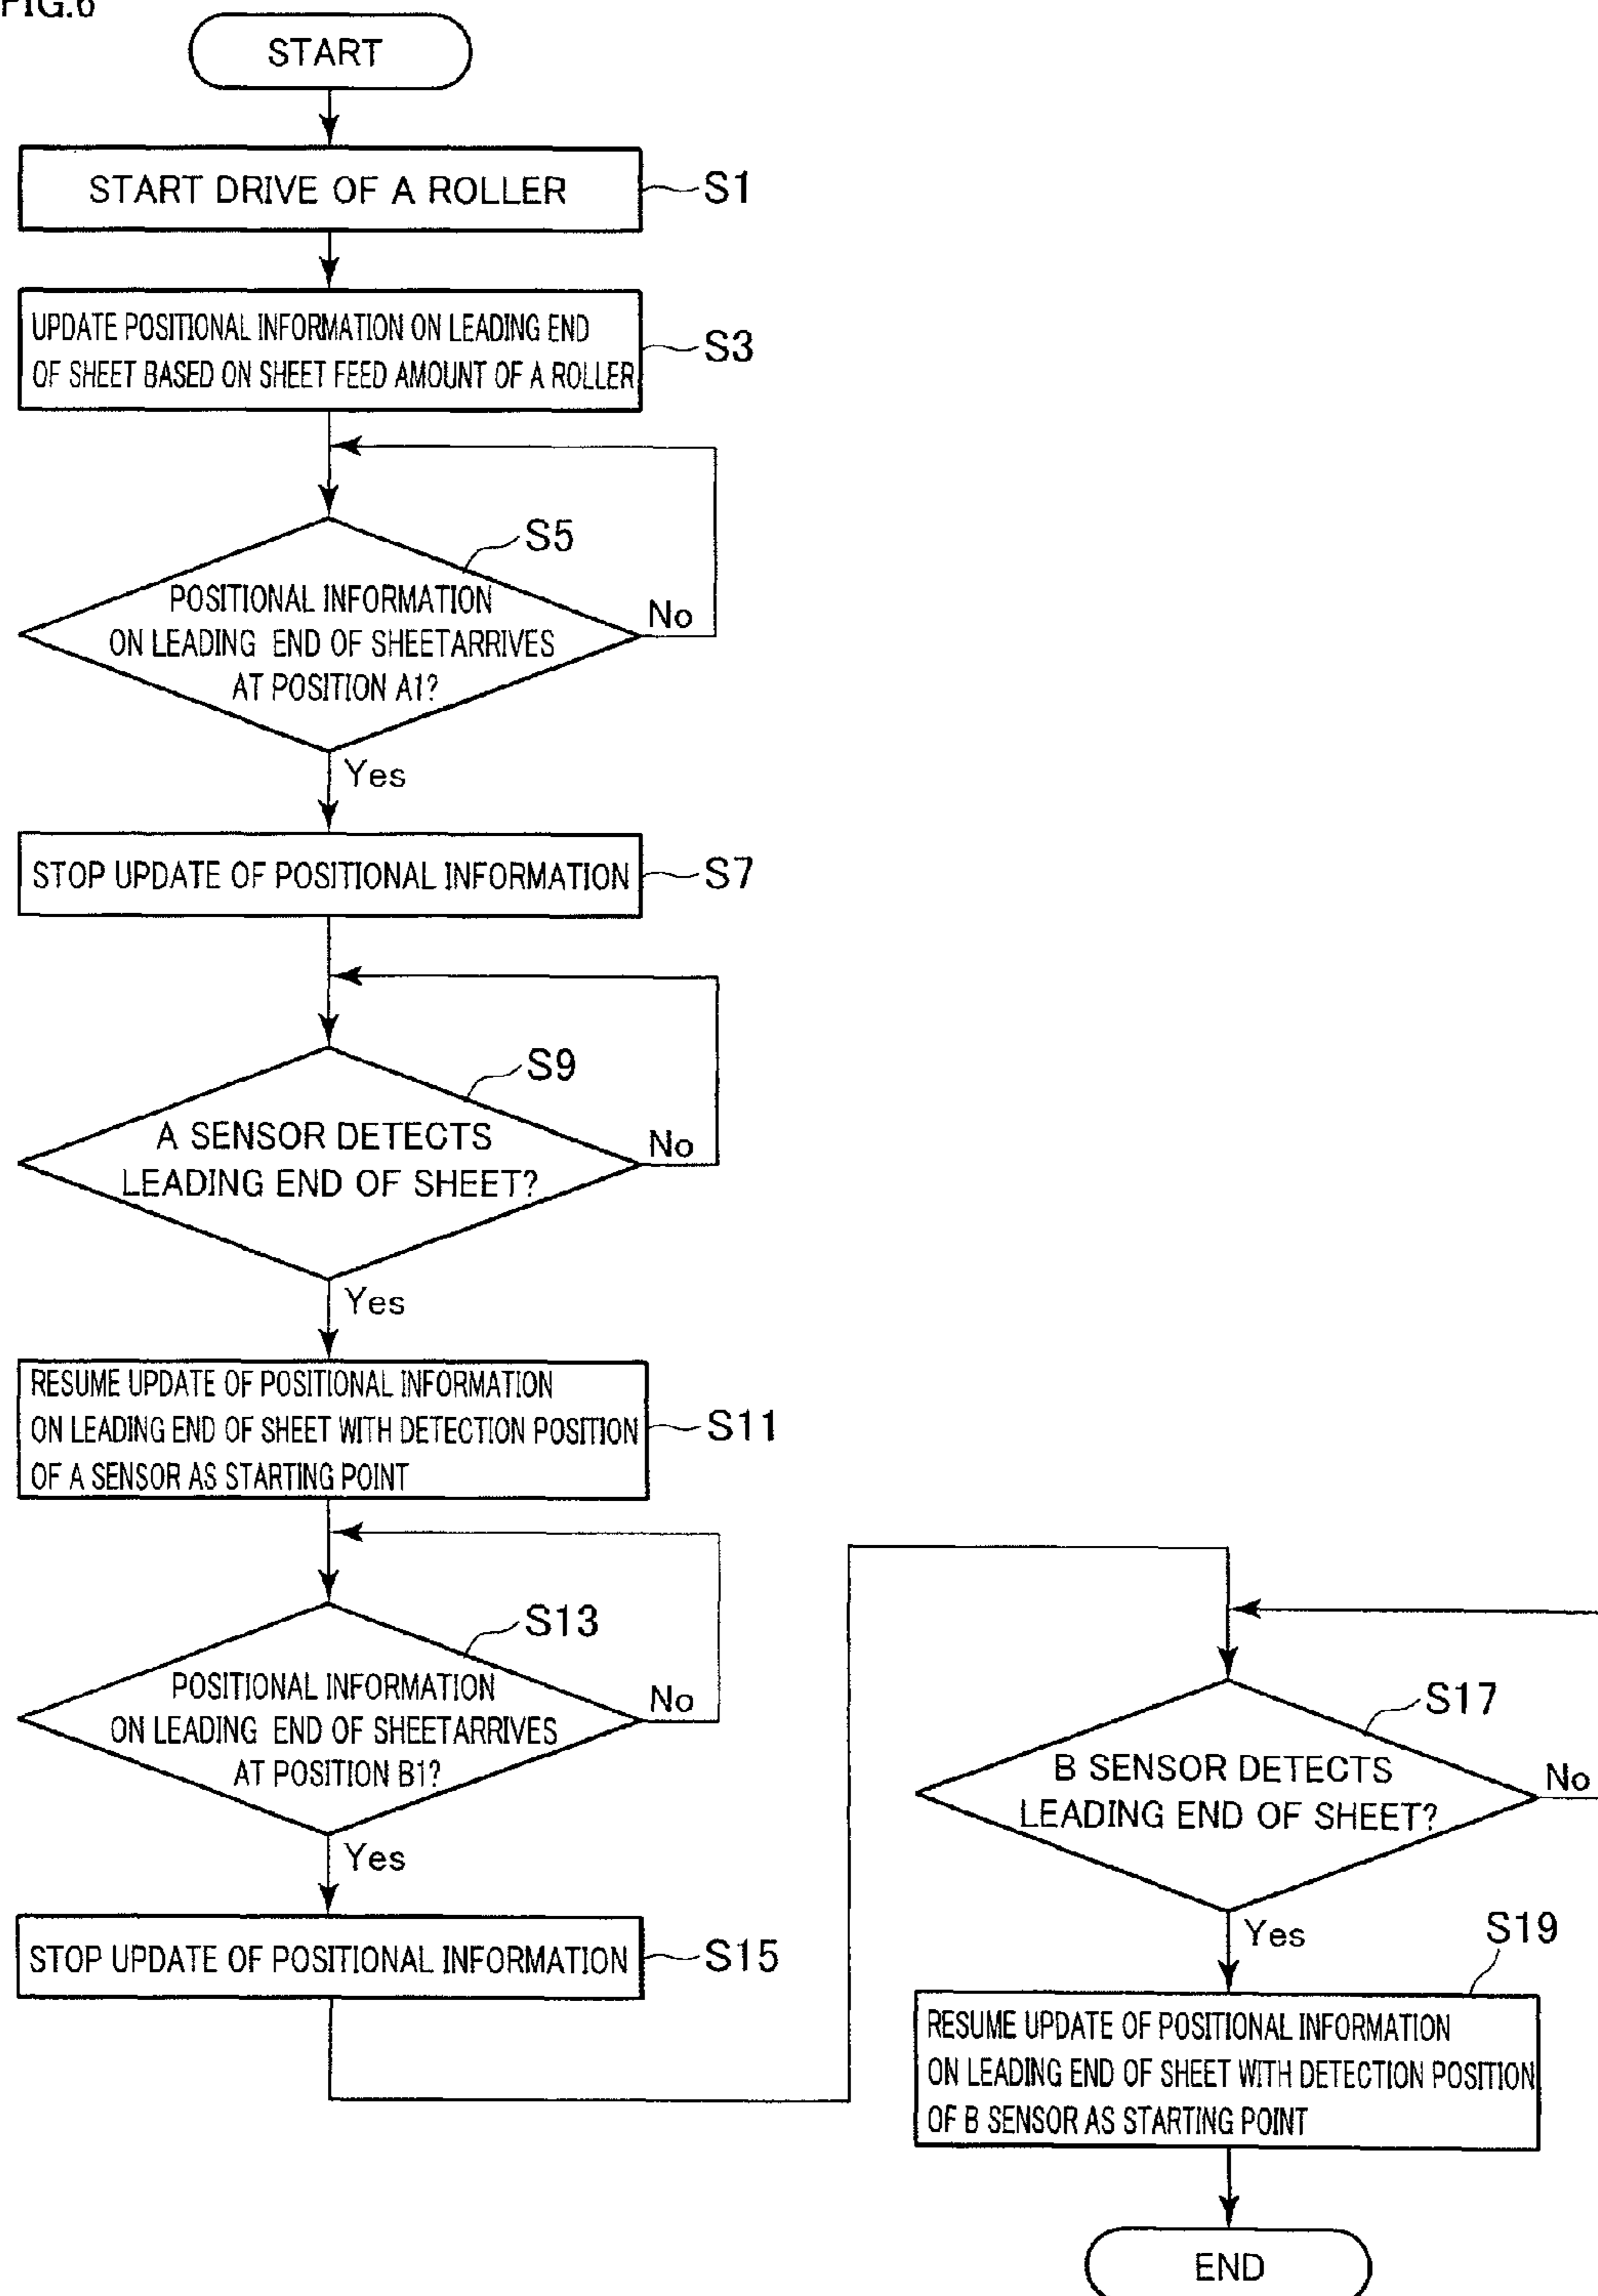 FIG.6
START
START DRIVE OF A ROLLER
S1
UPDATE POSITIONAL INFORMATION ON LEADING END
OF SHEET BASED ON SHEET FEED AMOUNT OF A ROLLER
S3
S5
POSITIONAL INFORMATION
ON LEADING END OF SHEETARRIVES
AT POSITION A1?
No
Yes
STOP UPDATE OF POSITIONAL INFORMATION
S7
S9
A SENSOR DETECTS
LEADING END OF SHEET?
No
Yes
RESUME UPDATE OF POSITIONAL INFORMATION
ON LEADING END OF SHEET WITH DETECTION POSITION
OF A SENSOR AS STARTING POINT
S11
S13
POSITIONAL INFORMATION
ON LEADING END OF SHEETARRIVES
AT POSITION B1?
No
Yes
STOP UPDATE OF POSITIONAL INFORMATION
S15
S17
B SENSOR DETECTS
LEADING END OF SHEET?
No
Yes
S19
RESUME UPDATE OF POSITIONAL INFORMATION
ON LEADING END OF SHEET WITH DETECTION POSITION
OF B SENSOR AS STARTING POINT
END